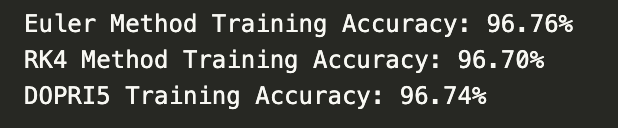 Euler Method Training Accuracy: 96.76%
RK4 Method Training Accuracy: 96.70%
DOPRI5 Training Accuracy: 96.74%